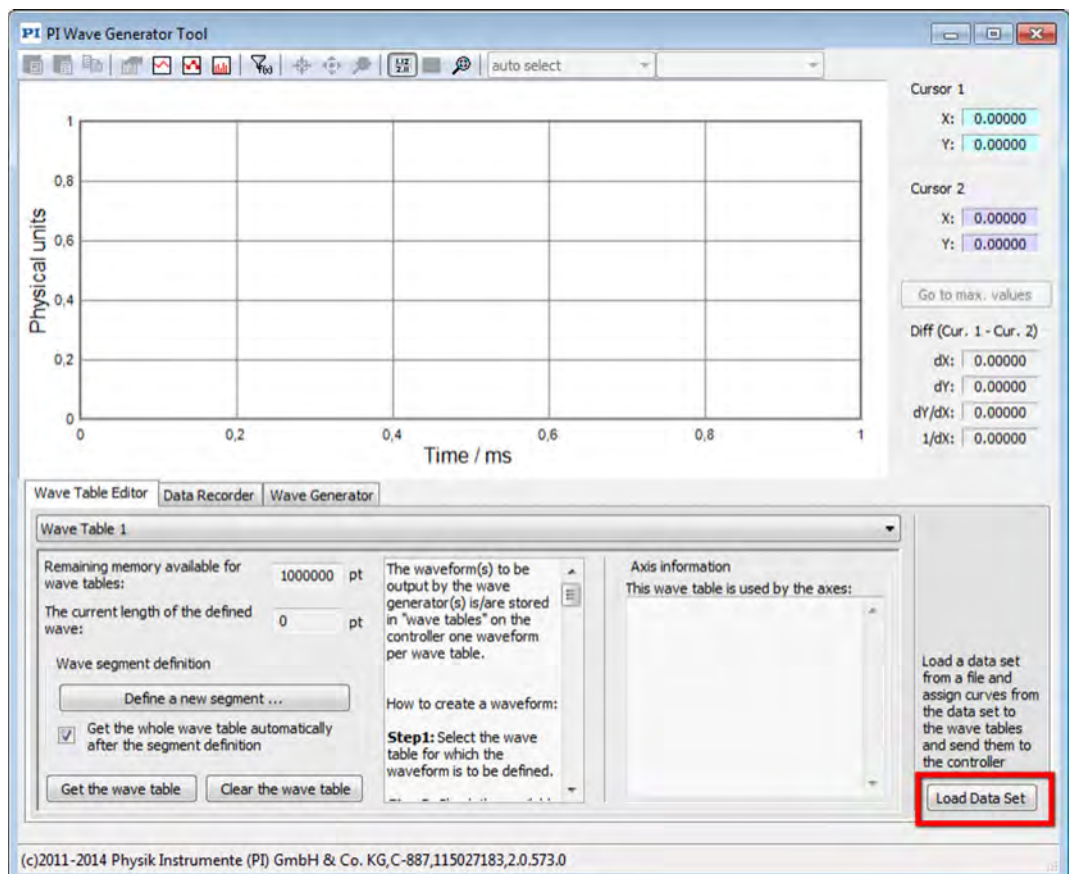 PI PI Wave Generator Tool
auto select
Cursor 1
X: 0.00000
Y: 0.00000
Cursor 2
X: 0.00000
Y: 0.00000
Go to max. values
Diff (Cur. 1 - Cur. 2)
dX: 0.00000
dY: 0.00000
dY/dX: 0.00000
1/dX: 0.00000
Physical units
1
0,8
0,6
0,4
0,2
0
0 0,2 0,4 0,6 0,8 1
Time / ms
Wave Table Editor Data Recorder Wave Generator
Wave Table 1
Remaining memory available for
wave tables:
1000000 pt
The current length of the defined
wave:
0 pt
Wave segment definition
Define a new segment ...
Get the whole wave table automatically
after the segment definition
Get the wave table Clear the wave table
The waveform(s) to be
output by the wave
generator(s) is/are stored
in "wave tables" on the
controller one waveform
per wave table.
How to create a waveform:
Step1: Select the wave
table for which the
waveform is to be defined.
Axis information
This wave table is used by the axes:
Load a data set
from a file and
assign curves from
the data set to
the wave tables
and send them to
the controller
Load Data Set
(c)2011-2014 Physik Instrumente (PI) GmbH & Co. KG,C-887,115027183,2.0.573.0